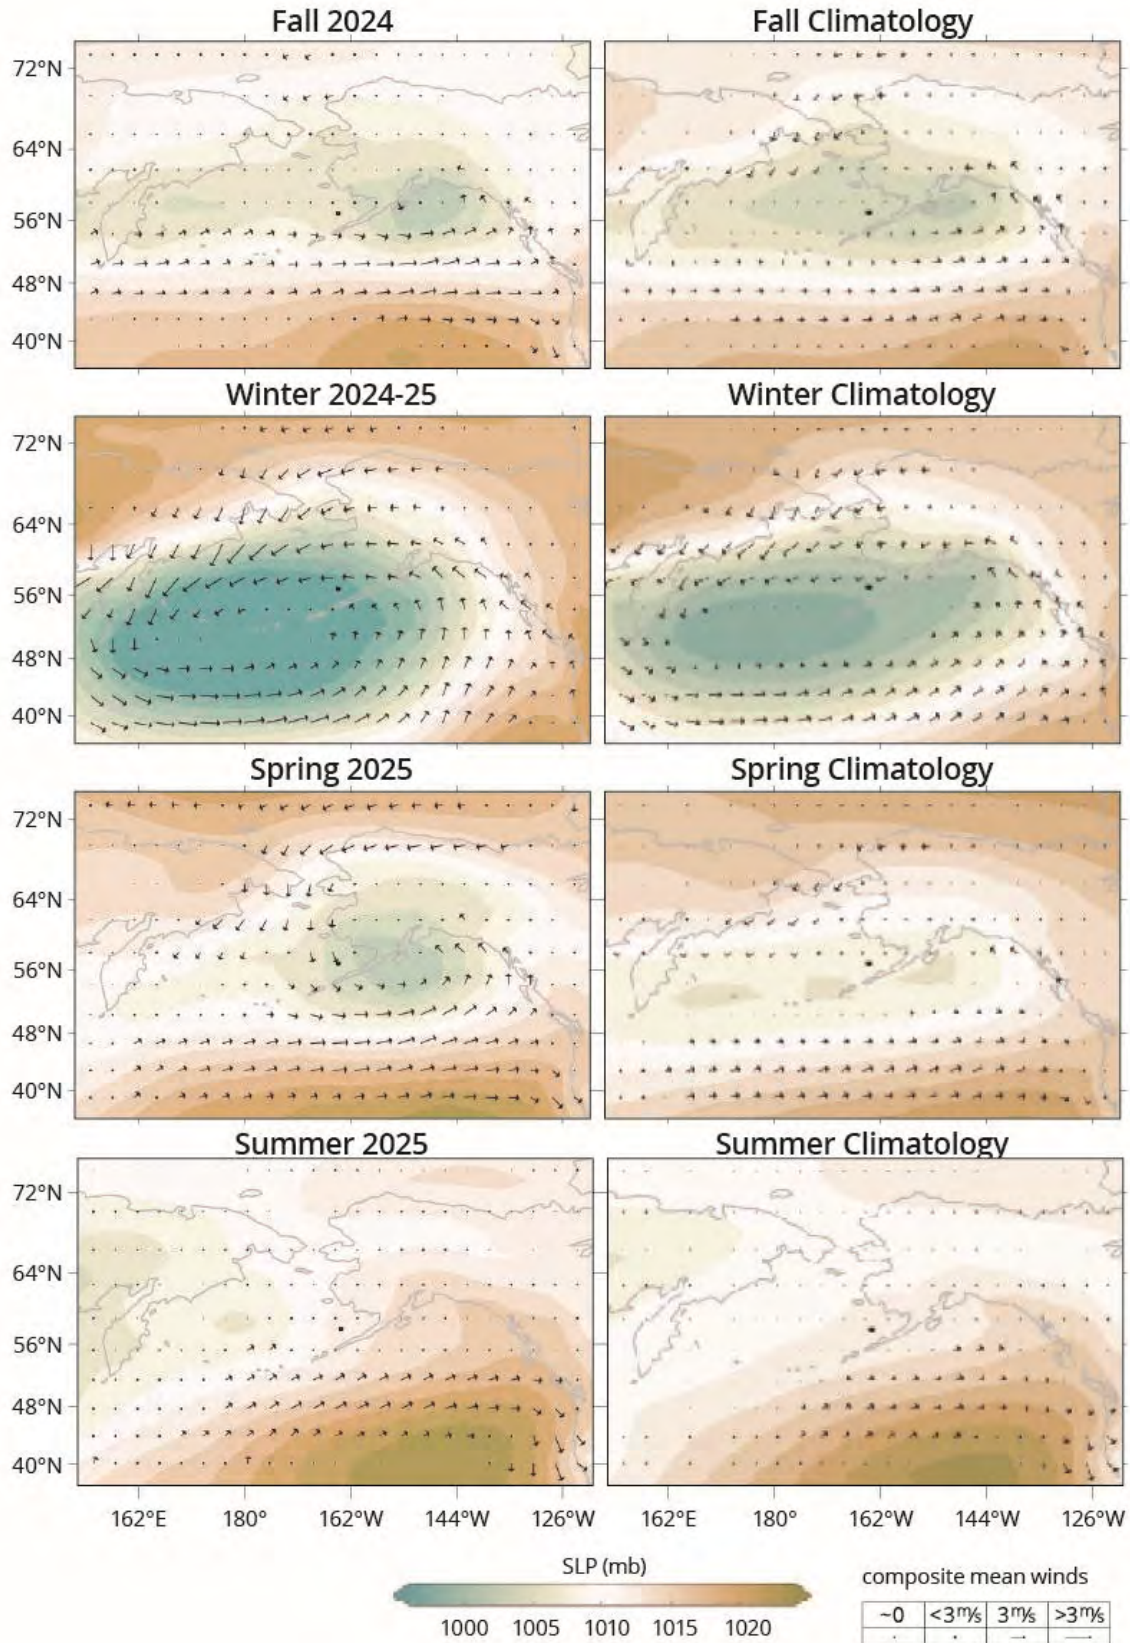 Fall 2024
Fall Climatology
72°N
64°N
56°N
48°N
40°N
Winter 2024-25
Winter Climatology
72°N
64°N
56°N
48°N
40°N
Spring 2025
Spring Climatology
72°N
64°N
56°N
48°N
40°N
Summer 2025
Summer Climatology
72°N
64°N
56°N
48°N
40°N
162°E 180° 162°W 144°W 126°W
162°E 180° 162°W 144°W 126°W
SLP (mb)
1000 1005 1010 1015 1020
composite mean winds
~0 <3m/s 3m/s >3m/s